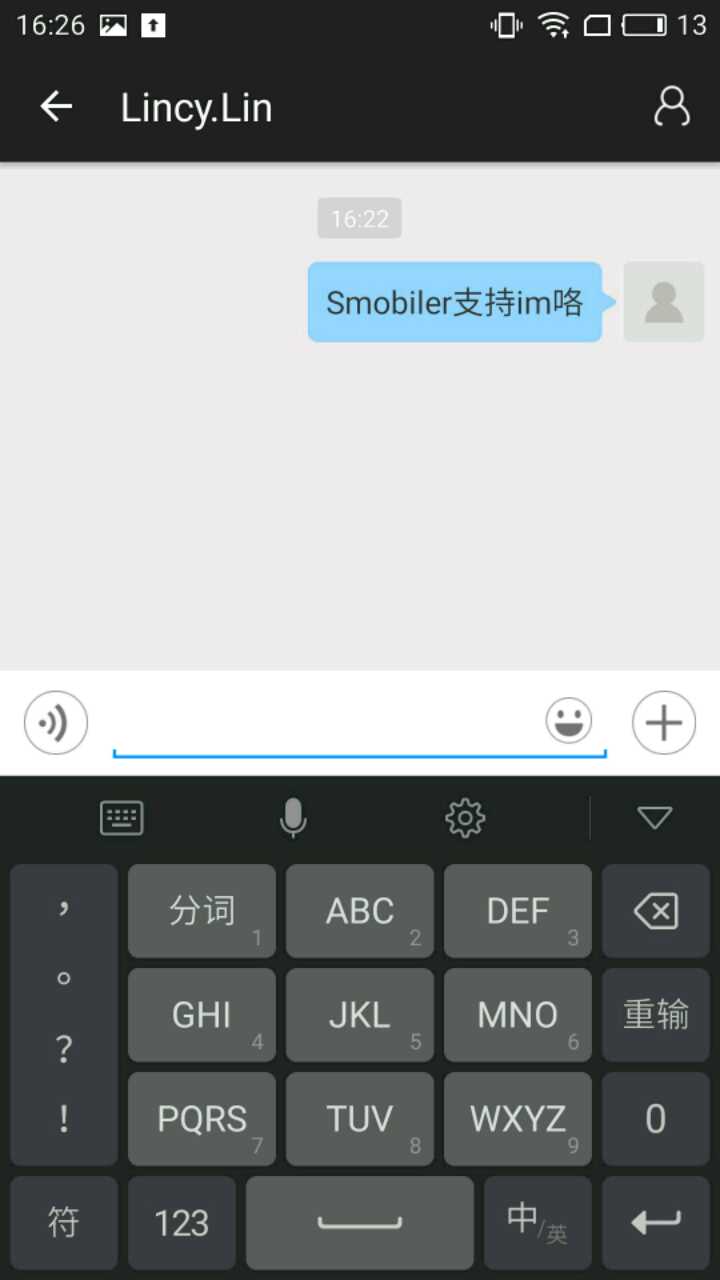 16:26 13
Lincy.Lin
16:22
Smobiler支持im咯
， 分词 1 ABC 2 DEF 3
。 GHI 4 JKL 5 MNO 6 重输
？
！ PQRS 7 TUV 8 WXYZ 9 0
符 123 中/英